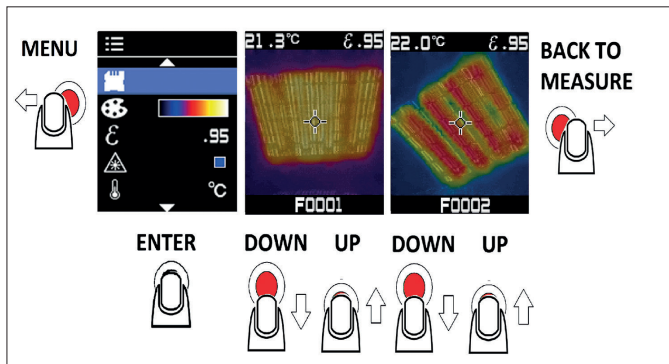 MENU
.95
°C
21.3°C
ε.95
F0001
22.0°C
ε.95
F0002
BACK TO
MEASURE
ENTER
DOWN
UP
DOWN
UP